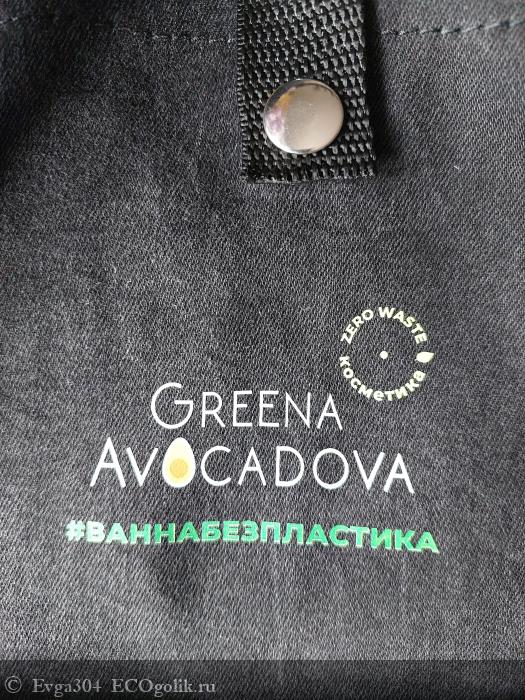 ZERO WASTE
косметика
GREENA
AVOCADOVA
#ВАННАБЕЗПЛАСТИКА
© Evga304 ECOgolik.ru